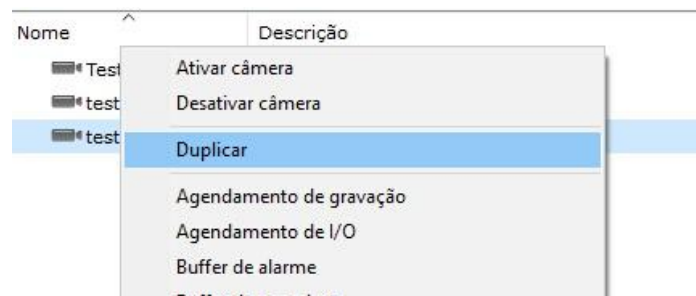 Nome Descrição
Test Ativar câmera
test Desativar câmera
test
Duplicar
Agendamento de gravação
Agendamento de I/O
Buffer de alarme